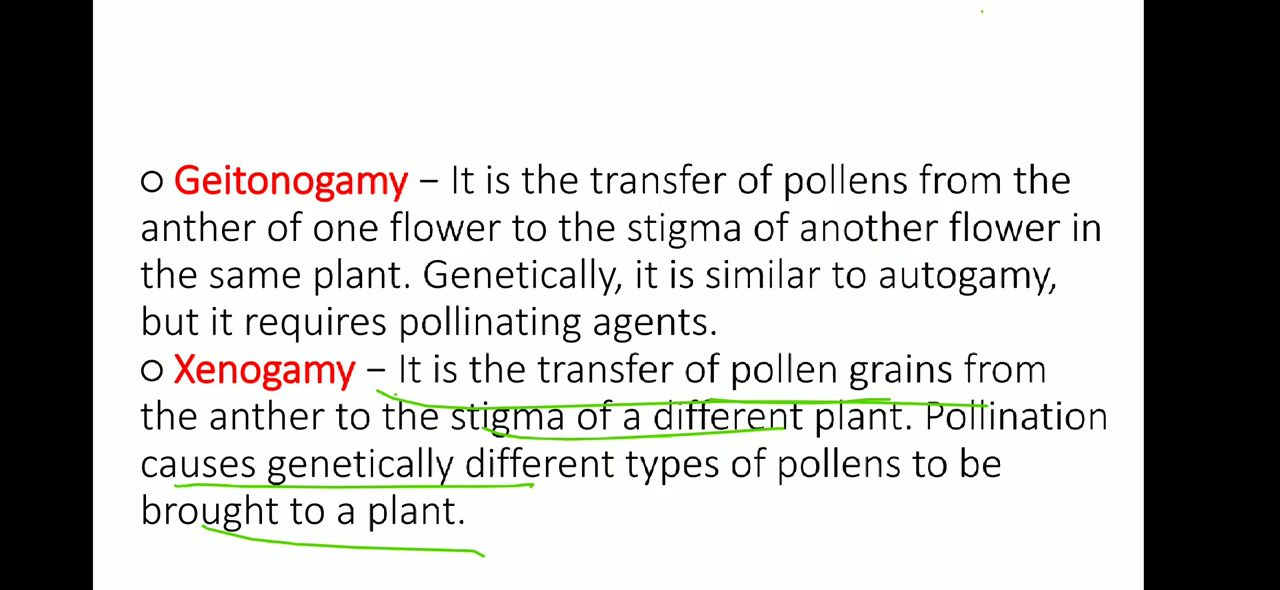 ○ Geitonogamy – It is the transfer of pollens from the
anther of one flower to the stigma of another flower in
the same plant. Genetically, it is similar to autogamy,
but it requires pollinating agents.
○ Xenogamy – It is the transfer of pollen grains from
the anther to the stigma of a different plant. Pollination
causes genetically different types of pollens to be
brought to a plant.